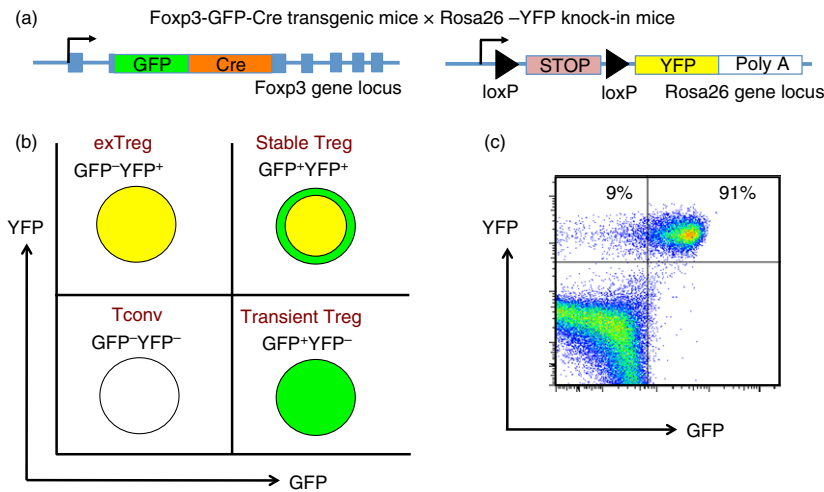 (a) Foxp3-GFP-Cre transgenic mice × Rosa26 –YFP knock-in mice
GFP Cre
Foxp3 gene locus
STOP YFP Poly A
loxP loxP Rosa26 gene locus
(b)
exTreg
GFP⁻YFP⁺
Stable Treg
GFP⁺YFP⁺
YFP
Tconv
GFP⁻YFP⁻
Transient Treg
GFP⁺YFP⁻
GFP
(c)
9% 91%
YFP
GFP